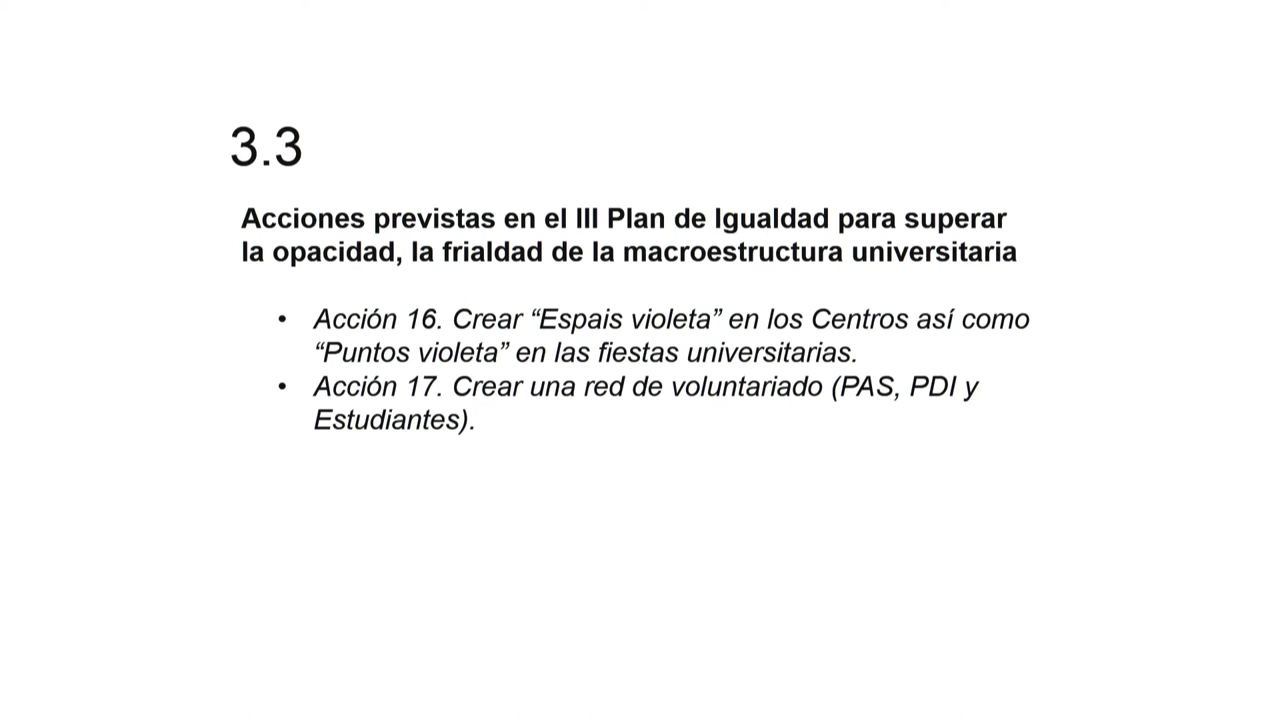 3.3
Acciones previstas en el III Plan de Igualdad para superar
la opacidad, la frialdad de la macroestructura universitaria
• Acción 16. Crear “Espais violeta” en los Centros así como
“Puntos violeta” en las fiestas universitarias.
• Acción 17. Crear una red de voluntariado (PAS, PDI y
Estudiantes).